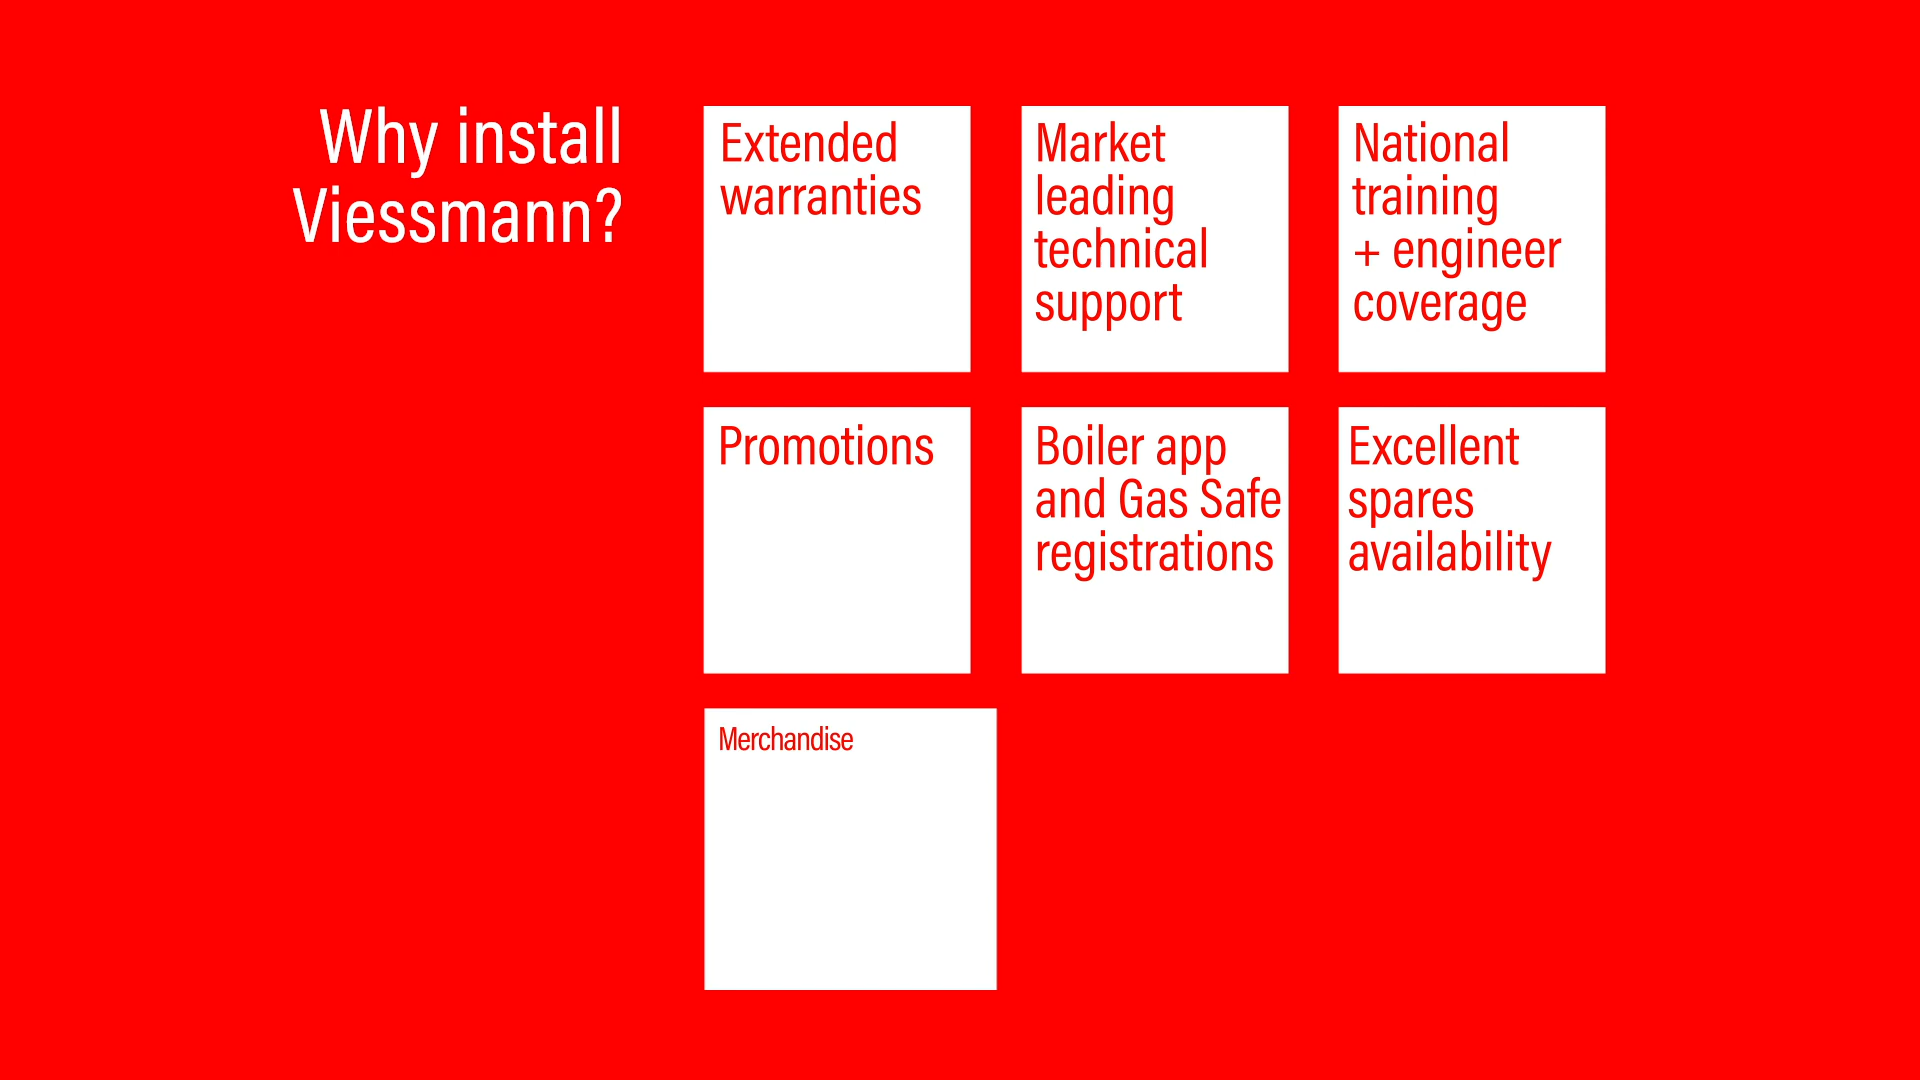 Why install
Viessmann?
Extended
warranties
Market
leading
technical
support
National
training
+ engineer
coverage
Promotions
Boiler app
and Gas Safe
registrations
Excellent
spares
availability
Merchandise